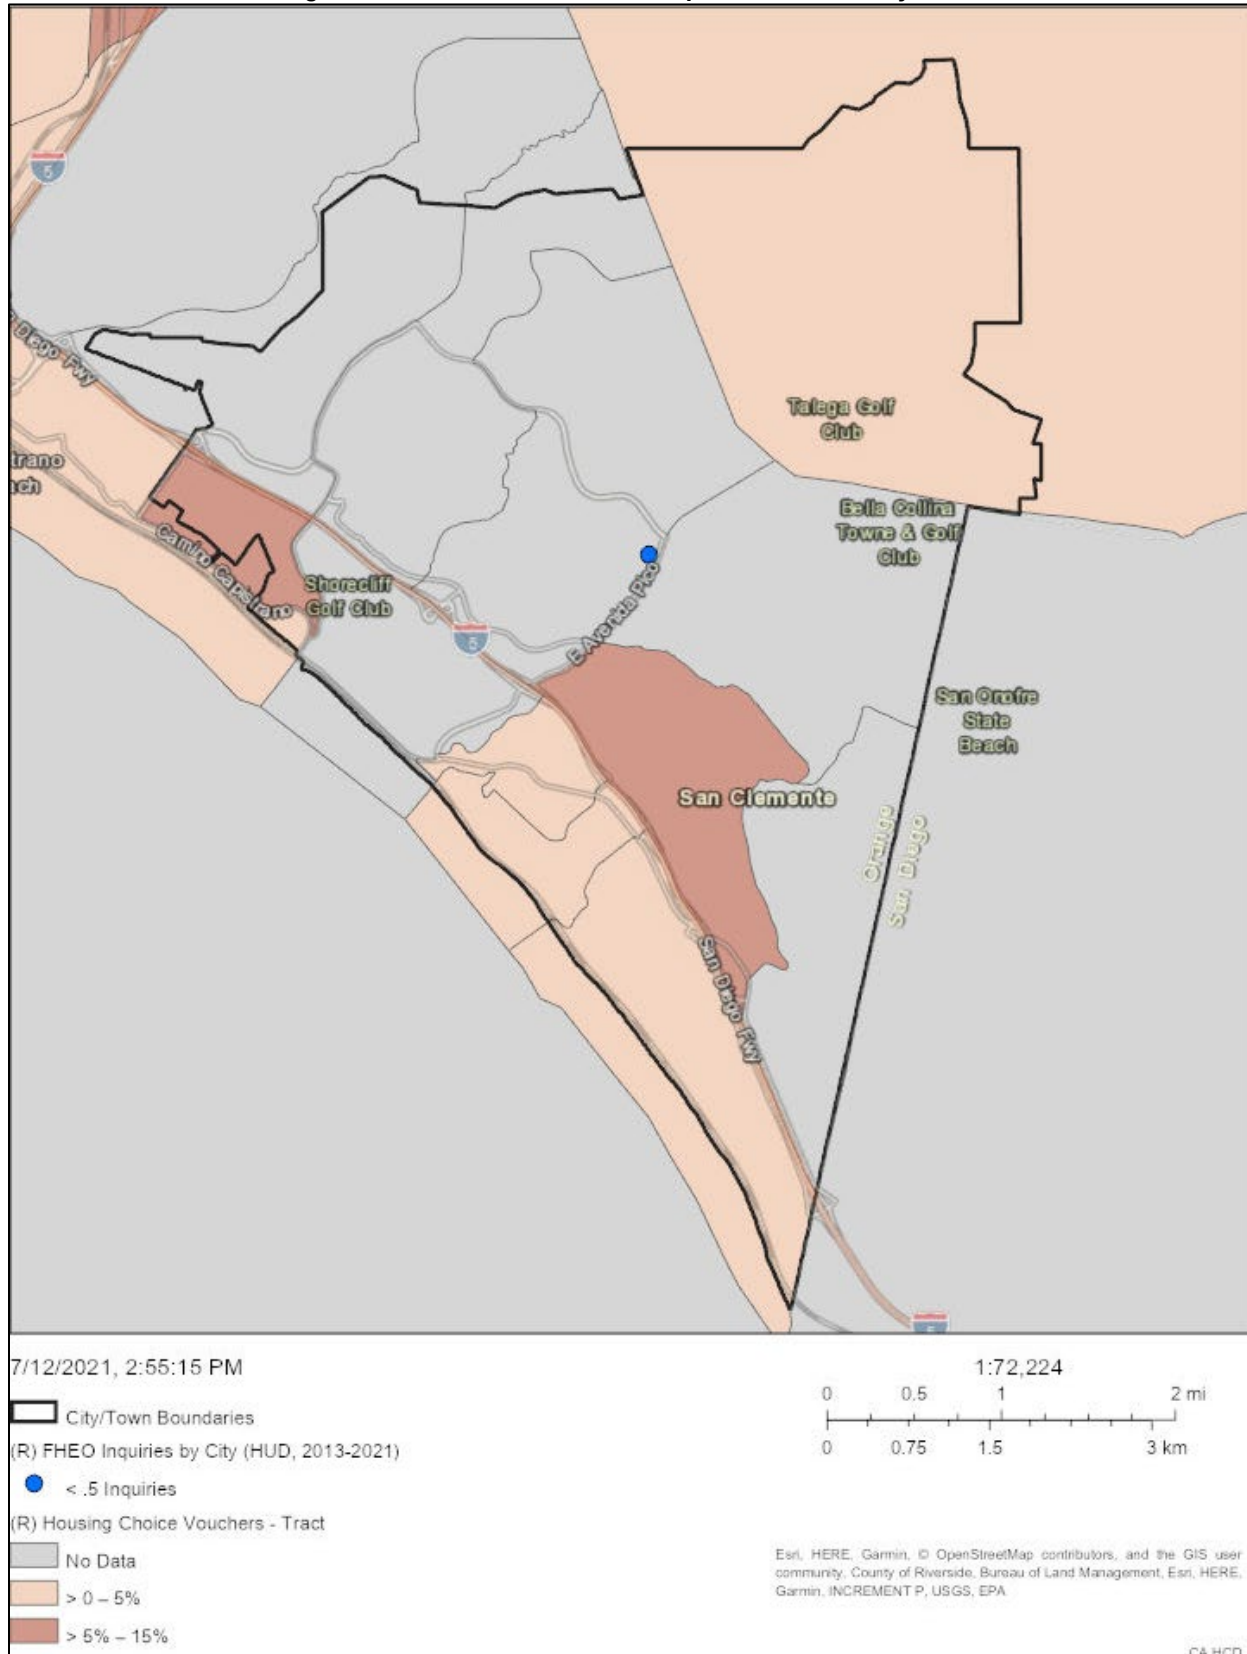 5
Diego Fwy
Talega Golf
Club
Bella Collina
Towne & Golf
Club
Camino Capistrano
Shorecliff
Golf Club
5
E Avenida Pico
San Onofre
State
Beach
San Clemente
Orange
San Diego
San Diego Fwy
7/12/2021, 2:55:15 PM
1:72,224
0 0.5 1 2 mi
0 0.75 1.5 3 km
City/Town Boundaries
(R) FHEO Inquiries by City (HUD, 2013-2021)
< .5 Inquiries
(R) Housing Choice Vouchers - Tract
No Data
> 0 – 5%
> 5% – 15%
Esri, HERE, Garmin, © OpenStreetMap contributors, and the GIS user
community, County of Riverside, Bureau of Land Management, Esri, HERE,
Garmin, INCREMENT P, USGS, EPA
CA HCD